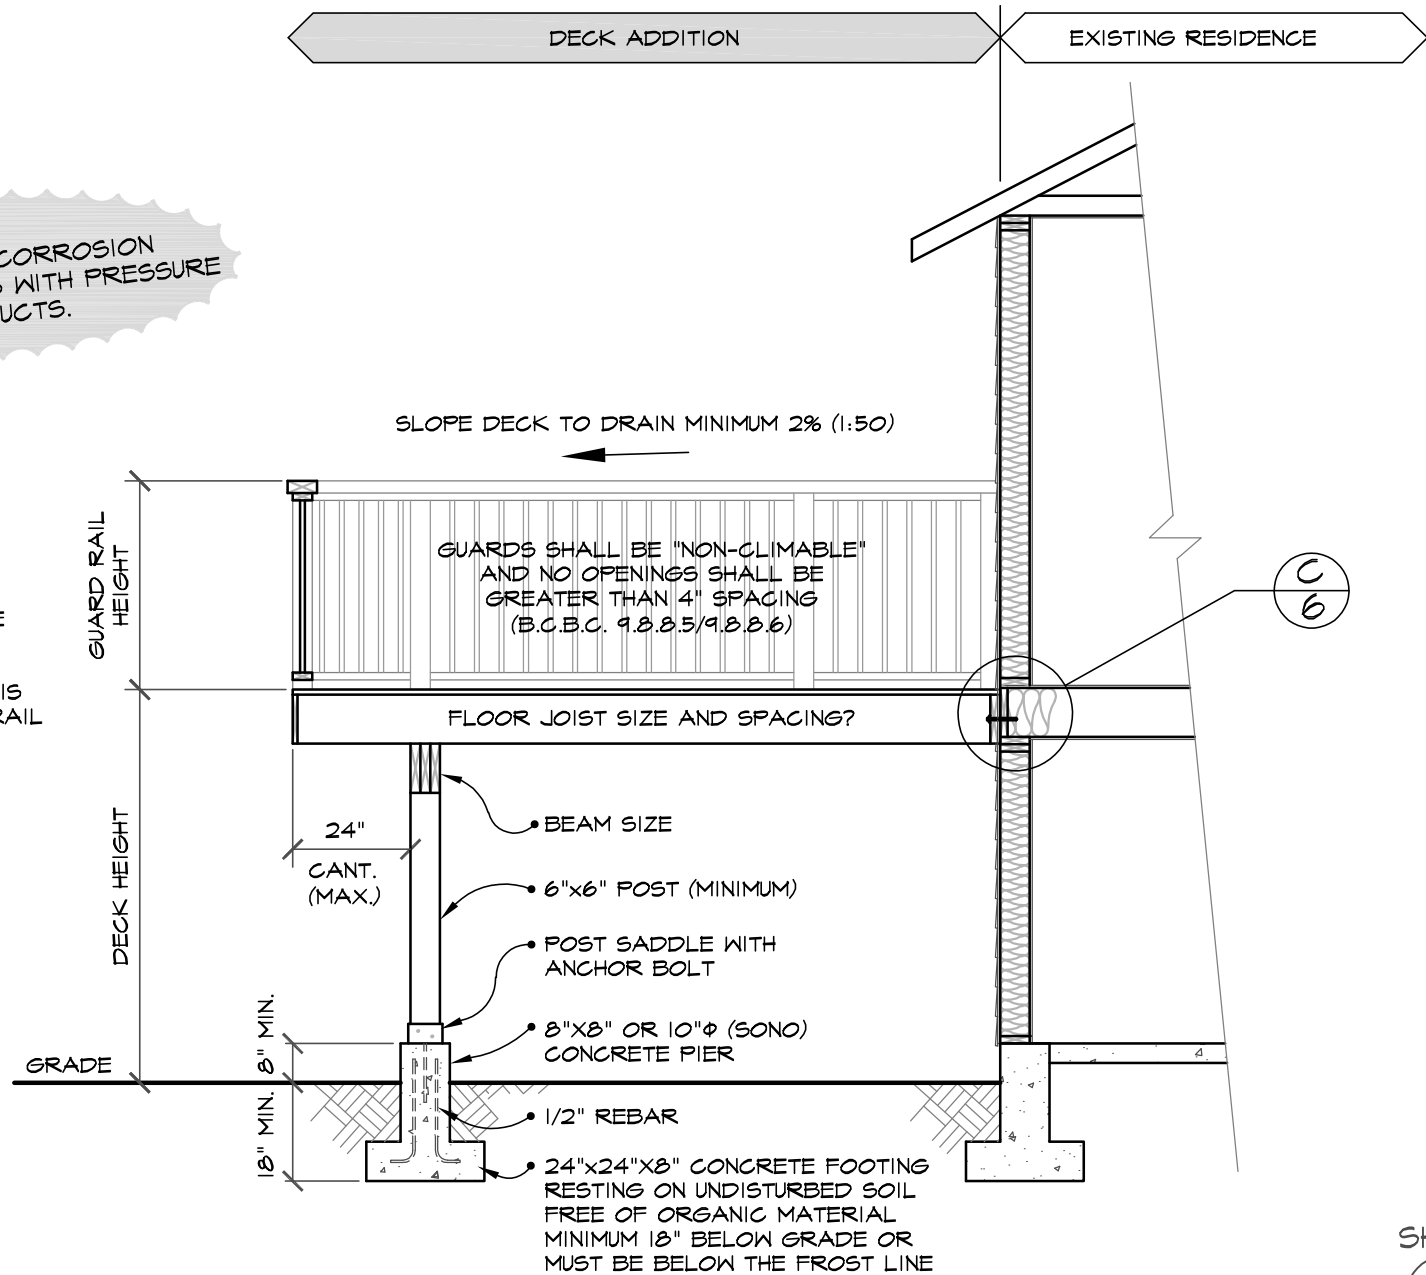 DECK ADDITION
EXISTING RESIDENCE
CORROSION
WITH PRESSURE
SLOPE DECK TO DRAIN MINIMUM 2% (1:50)
GUARD RAIL
HEIGHT
GUARDS SHALL BE "NON-CLIMABLE"
AND NO OPENINGS SHALL BE
GREATER THAN 4" SPACING
(B.C.B.C. 9.8.8.5/9.8.8.6)
C
6
IS
FLOOR JOIST SIZE AND SPACING?
DECK HEIGHT
24"
CANT.
(MAX.)
BEAM SIZE
6"x6" POST (MINIMUM)
POST SADDLE WITH
ANCHOR BOLT
8"X8" OR 10"Φ (SONO)
CONCRETE PIER
GRADE
8" MIN.
18" MIN.
1/2" REBAR
24"x24"X8" CONCRETE FOOTING
RESTING ON UNDISTURBED SOIL
FREE OF ORGANIC MATERIAL
MINIMUM 18" BELOW GRADE OR
MUST BE BELOW THE FROST LINE